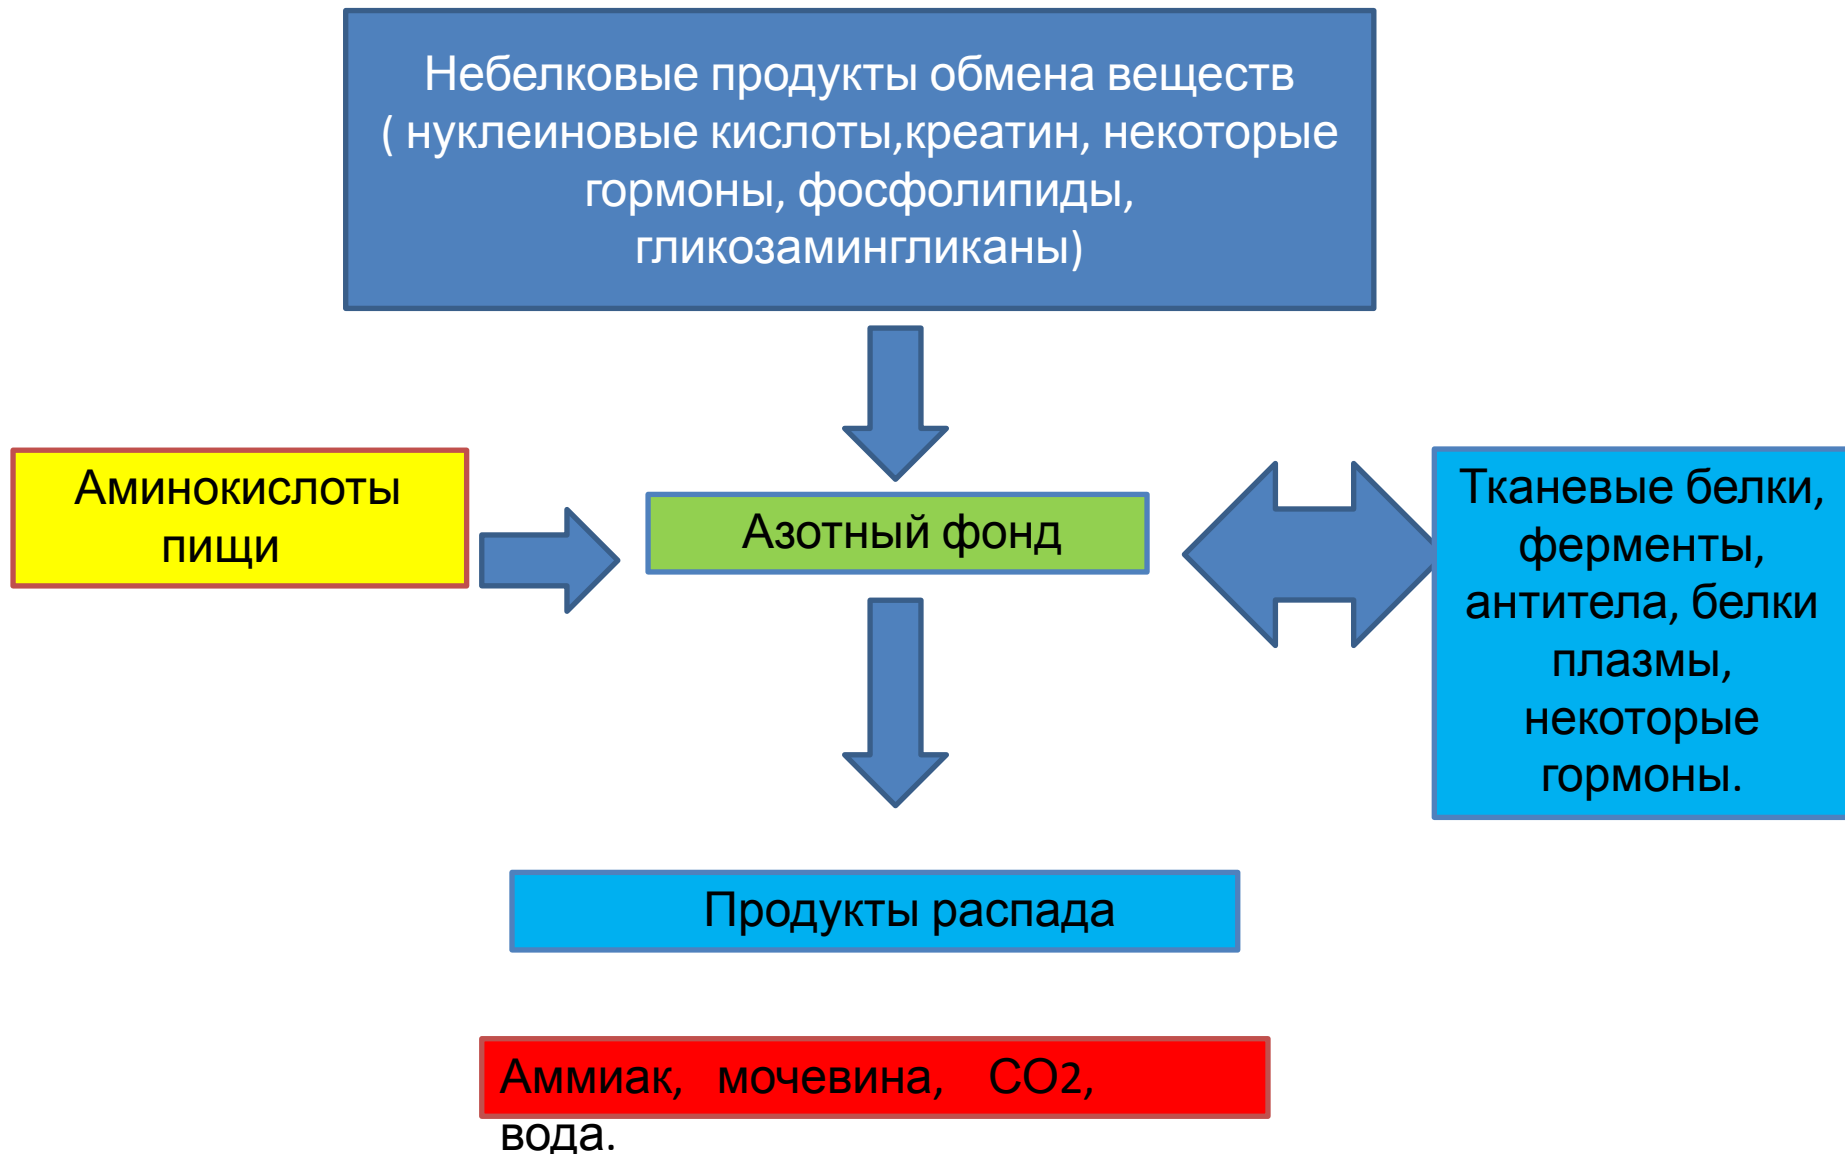 Небелковые продукты обмена веществ
( нуклеиновые кислоты,креатин, некоторые
гормоны, фосфолипиды,
гликозамингликаны)
Аминокислоты
пищи
Азотный фонд
Тканевые белки,
ферменты,
антитела, белки
плазмы,
некоторые
гормоны.
Продукты распада
Аммиак, мочевина, СО2,
вода.